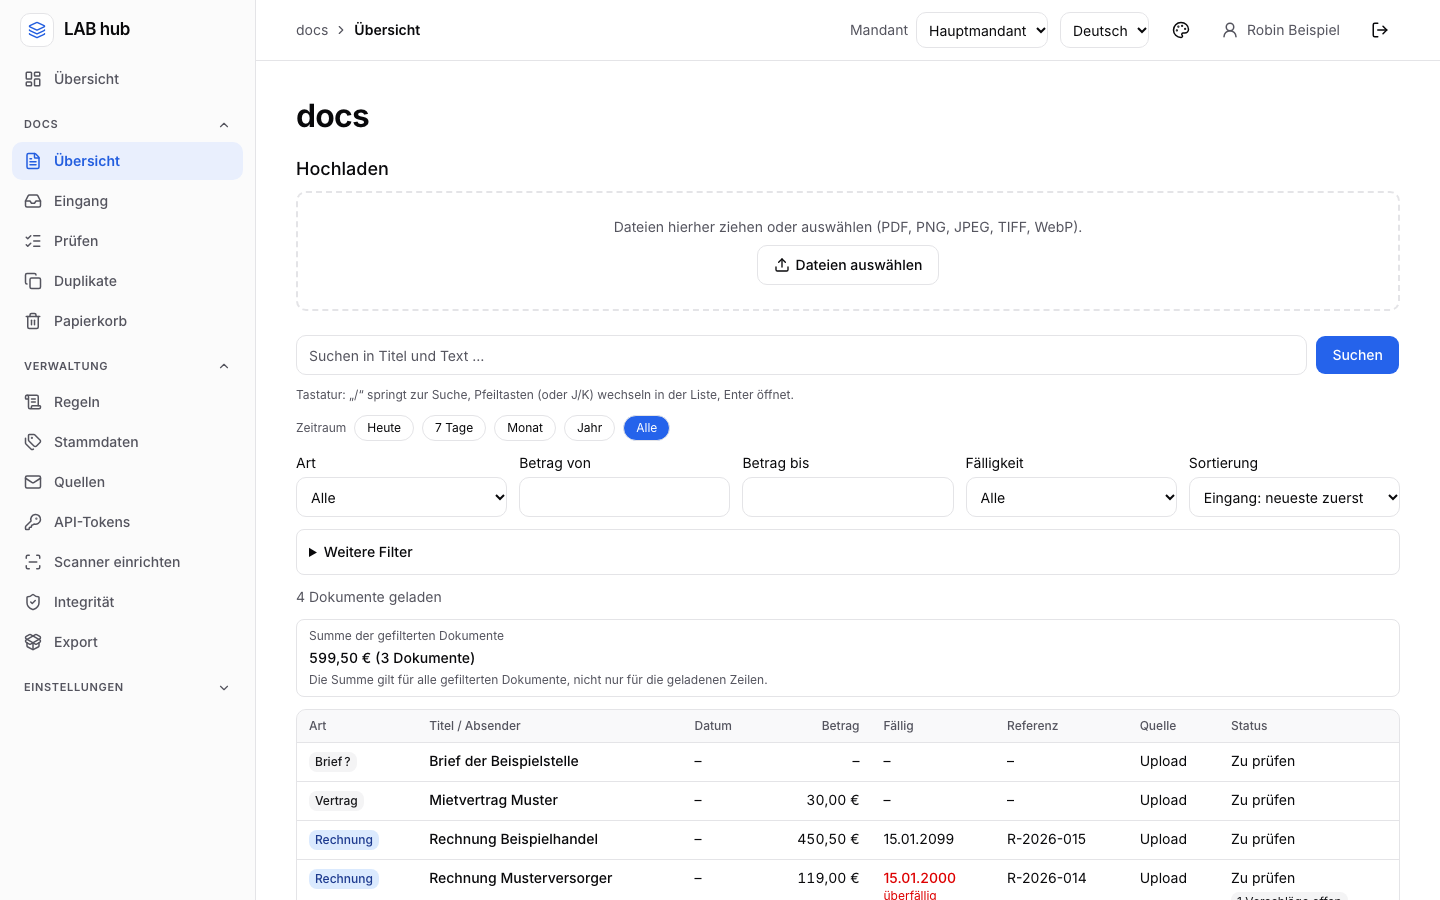 LAB hub
docs > Übersicht
Mandant
Hauptmandant
Deutsch
Robin Beispiel
Übersicht
DOCS
Übersicht
Eingang
Prüfen
Duplikate
Papierkorb
VERWALTUNG
Regeln
Stammdaten
Quellen
API-Tokens
Scanner einrichten
Integrität
Export
EINSTELLUNGEN
docs
Hochladen
Dateien hierher ziehen oder auswählen (PDF, PNG, JPEG, TIFF, WebP).
Dateien auswählen
Suchen in Titel und Text ...
Suchen
Tastatur: „/“ springt zur Suche, Pfeiltasten (oder J/K) wechseln in der Liste, Enter öffnet.
Zeitraum Heute 7 Tage Monat Jahr Alle
Art Betrag von Betrag bis Fälligkeit Sortierung
Alle Alle Eingang: neueste zuerst
Weitere Filter
4 Dokumente geladen
Summe der gefilterten Dokumente
599,50 € (3 Dokumente)
Die Summe gilt für alle gefilterten Dokumente, nicht nur für die geladenen Zeilen.
Art Titel / Absender Datum Betrag Fällig Referenz Quelle Status
Brief ? Brief der Beispielstelle – – – – Upload Zu prüfen
Vertrag Mietvertrag Muster – 30,00 € – – Upload Zu prüfen
Rechnung Rechnung Beispielhandel – 450,50 € 15.01.2099 R-2026-015 Upload Zu prüfen
Rechnung Rechnung Musterversorger – 119,00 € 15.01.2000 R-2026-014 Upload Zu prüfen
überfällig 1 Vorschläge offen